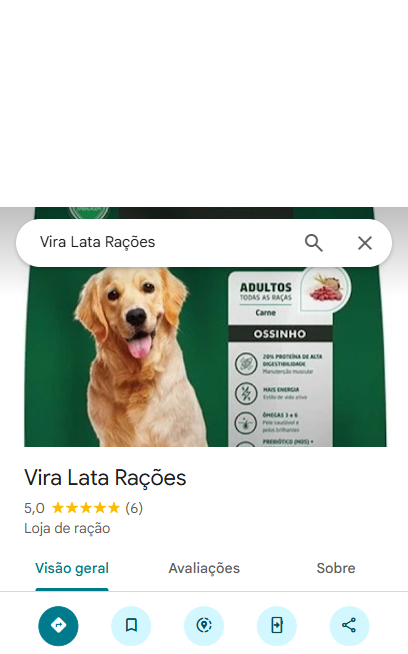 Vira Lata Rações
ADULTOS
TODAS AS RAÇAS
Carne
OSSINHO
20% PROTEÍNA DE ALTA
DIGESTIBILIDADE
Manutenção muscular
MAIS ENERGIA
Estilo de vida ativo
ÔMEGAS 3 e 6
Pele saudável e
pelos brilhantes
PREBIÓTICO (MOS) +
Vira Lata Rações
5,0 ★★★★★ (6)
Loja de ração
Visão geral
Avaliações
Sobre